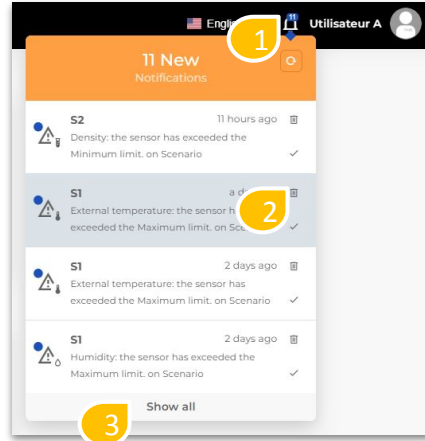 Englis
1
11
Utilisateur A
11 New
Notifications
S2 11 hours ago
Density: the sensor has exceeded the
Minimum limit. on Scenario
S1 a d
2
External temperature: the sensor h
exceeded the Maximum limit. on Sce
S1 2 days ago
External temperature: the sensor has
exceeded the Maximum limit. on Scenario
S1 2 days ago
Humidity: the sensor has exceeded the
Maximum limit. on Scenario
Show all
3